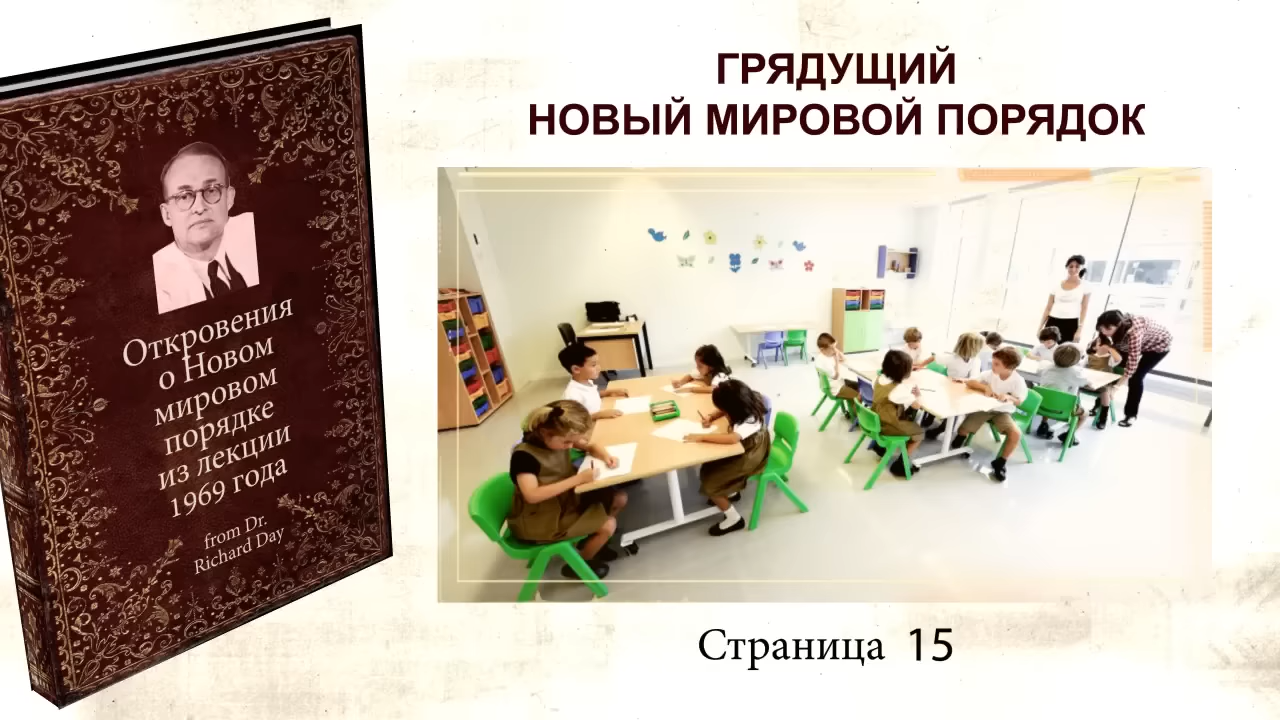 ГРЯДУЩИЙ
НОВЫЙ МИРОВОЙ ПОРЯДОК
Откровения
о Новом
мировом
порядке
из лекции
1969 года
from Dr.
Richard Day
Страница 15